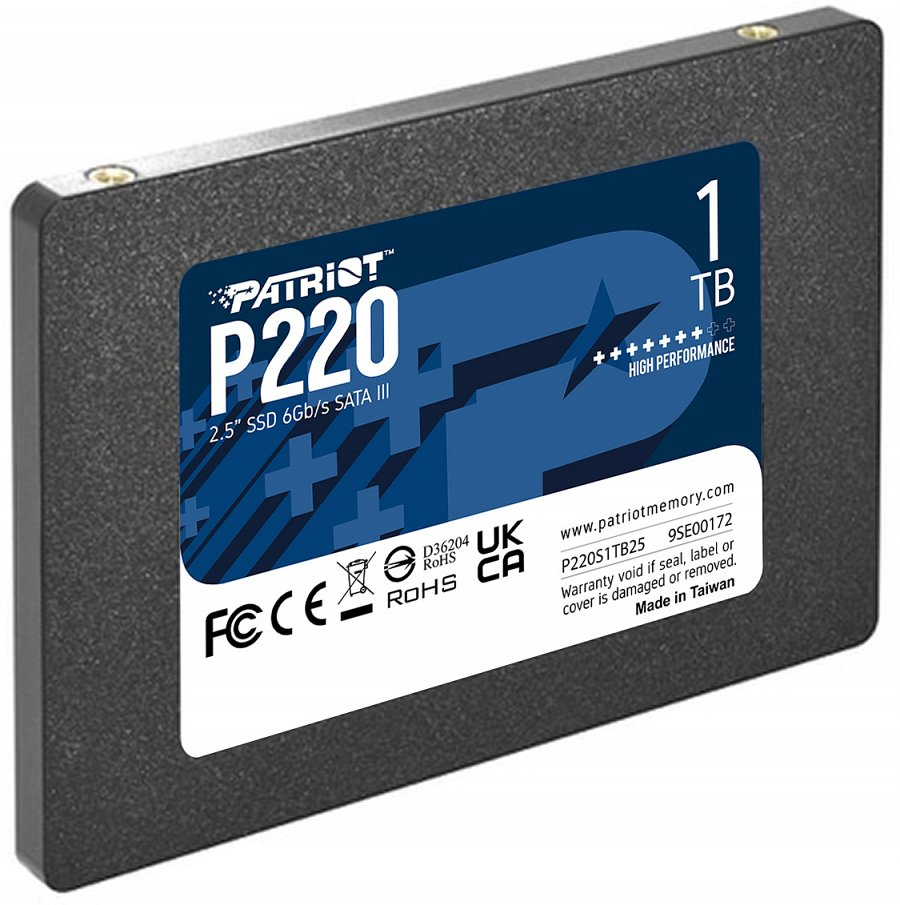 PATRIOT™
P220
2.5” SSD 6Gb/s SATA III
1
TB
HIGH PERFORMANCE
www.patriotmemory.com
P220S1TB25 9SE00172
Warranty void if seal, label or
cover is damaged or removed.
Made in Taiwan
FC CE
D36204
RoHS
RoHS
UK
CA